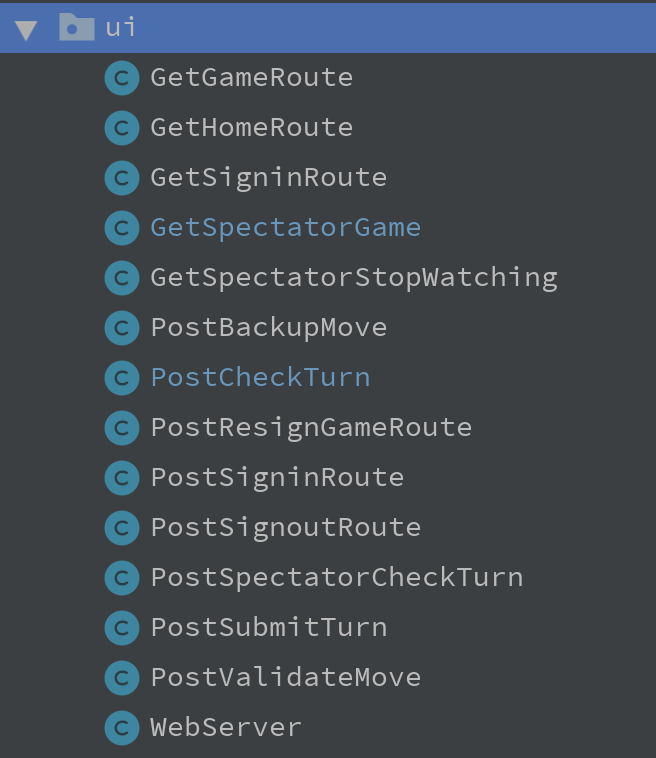 ui
C GetGameRoute
C GetHomeRoute
C GetSigninRoute
C GetSpectatorGame
C GetSpectatorStopWatching
C PostBackupMove
C PostCheckTurn
C PostResignGameRoute
C PostSigninRoute
C PostSignoutRoute
C PostSpectatorCheckTurn
C PostSubmitTurn
C PostValidateMove
C WebServer